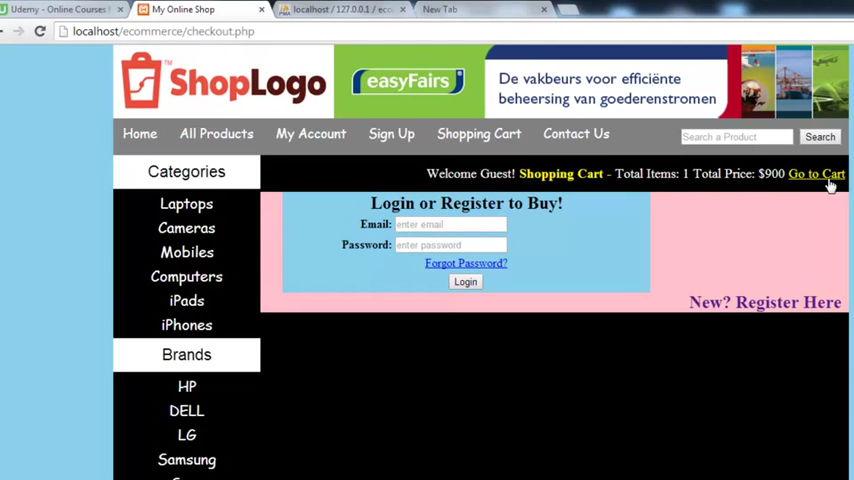 Udemy - Online Courses
My Online Shop
localhost / 127.0.0.1 / eco
New Tab
localhost/ecommerce/checkout.php
ShopLogo
TM
easyFairs
De vakbeurs voor efficiënte
beheersing van goederenstromen
Home All Products My Account Sign Up Shopping Cart Contact Us Search a Product Search
Categories
Welcome Guest! Shopping Cart - Total Items: 1 Total Price: $900 Go to Cart
Laptops
Cameras
Mobiles
Computers
iPads
iPhones
Login or Register to Buy!
Email: enter email
Password: enter password
Forgot Password?
Login
New? Register Here
Brands
HP
DELL
LG
Samsung